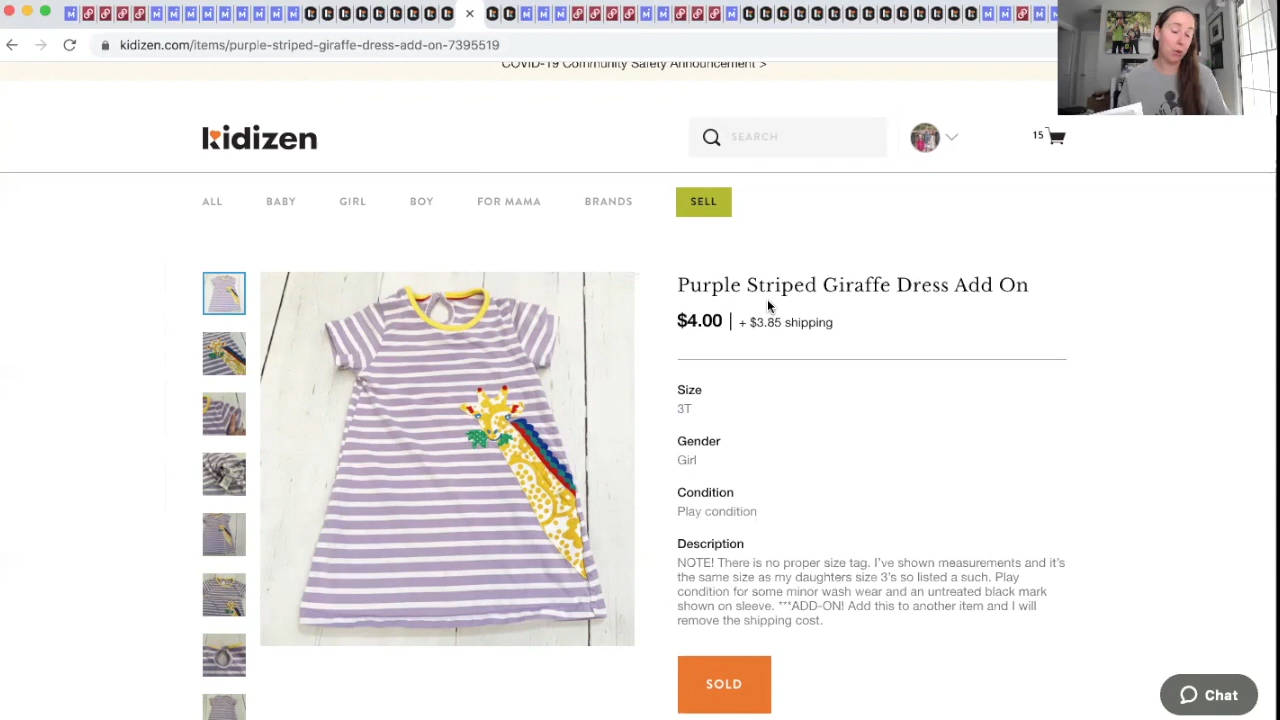 kidizen.com/items/purple-striped-giraffe-dress-add-on-7395519
COVID-19 Community Safety Announcement >
kidizen
SEARCH
15
ALL BABY GIRL BOY FOR MAMA BRANDS SELL
Purple Striped Giraffe Dress Add On
$4.00 | + $3.85 shipping
Size
3T
Gender
Girl
Condition
Play condition
Description
NOTE! There is no proper size tag. I've shown measurements and it's
the same size as my daughters size 3's so listed a such. Play
condition for some minor wash wear and an untreated black mark
shown on sleeve. ***ADD-ON! Add this to another item and I will
remove the shipping cost.
SOLD
Chat